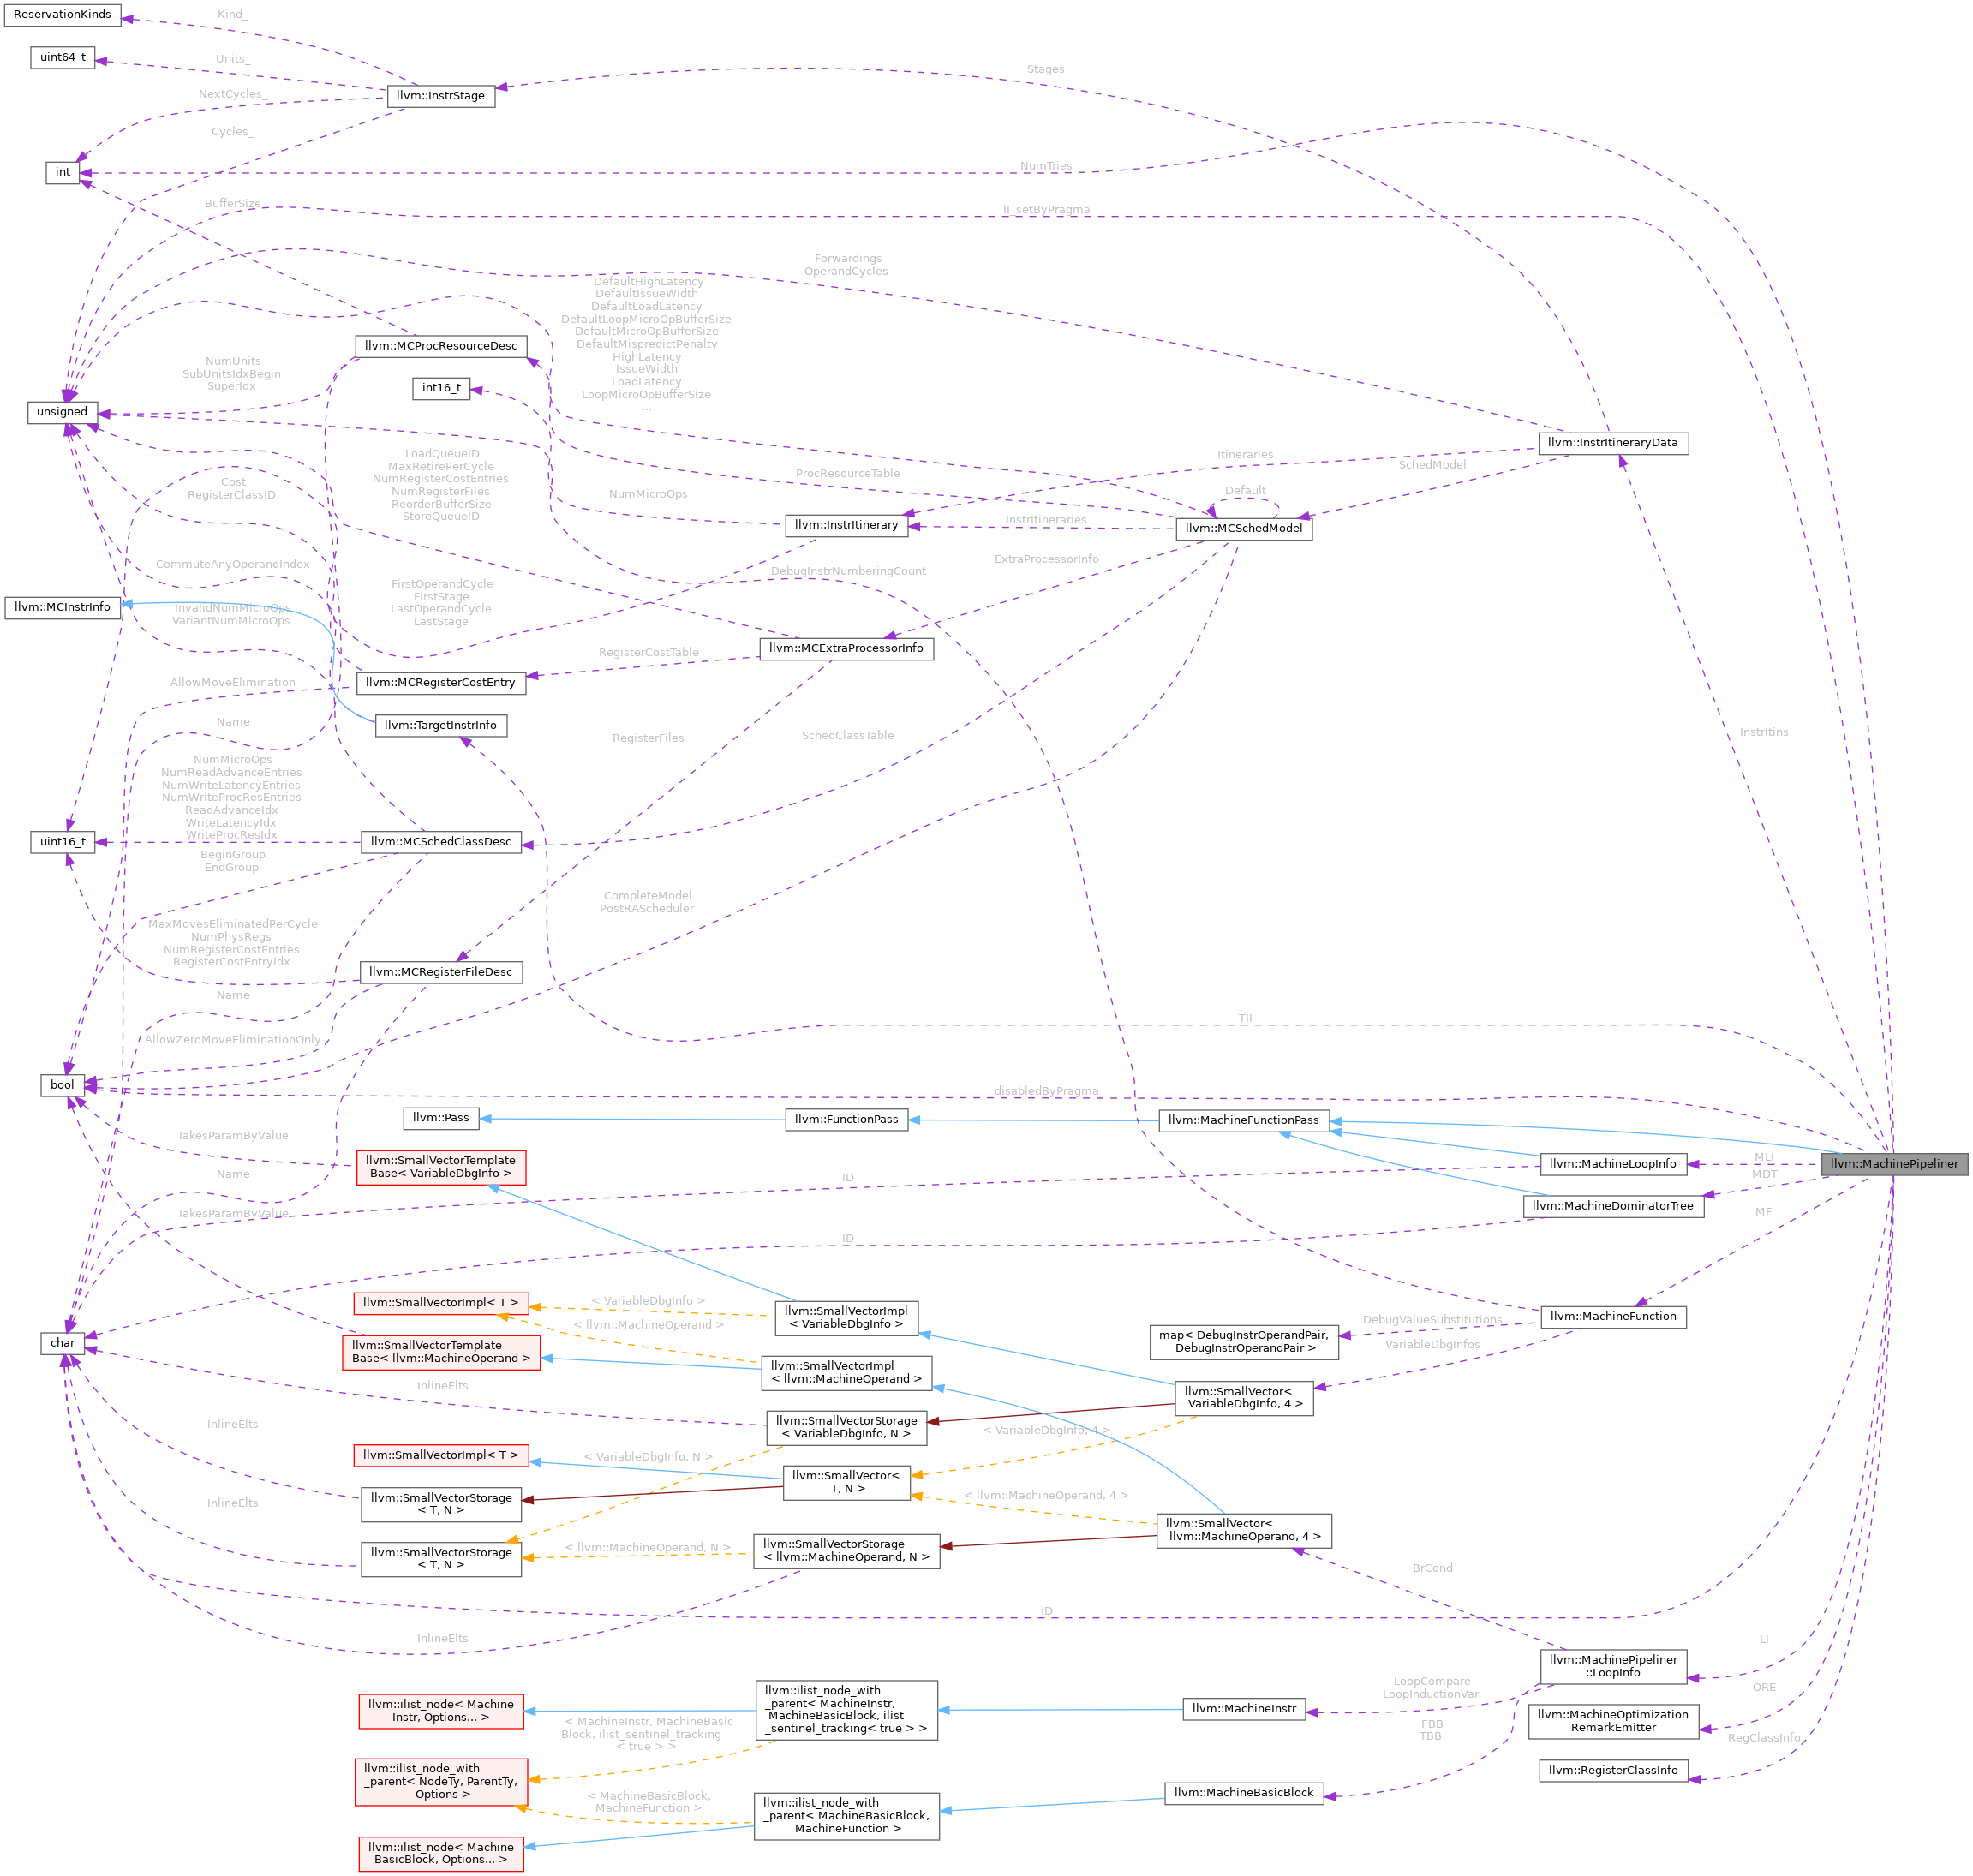 ReservationKinds
Kind_
uint64_t
Units_
llvm::InstrStage
NextCycles_
Cycles_
Stages
int
NumTries
BufferSize
II_setByPragma
Forwardings
OperandCycles
DefaultHighLatency
DefaultIssueWidth
DefaultLoadLatency
DefaultLoopMicroOpBufferSize
DefaultMicroOpBufferSize
DefaultMispredictPenalty
HighLatency
IssueWidth
LoadLatency
LoopMicroOpBufferSize
...
llvm::MCProcResourceDesc
NumUnits
SubUnitsIdxBegin
SuperIdx
int16_t
unsigned
llvm::InstrItineraryData
LoadQueueID
MaxRetirePerCycle
NumRegisterCostEntries
NumRegisterFiles
ReorderBufferSize
StoreQueueID
Itineraries
SchedModel
ProcResourceTable
Cost
RegisterClassID
NumMicroOps
Default
llvm::InstrItinerary
InstrItineraries
llvm::MCSchedModel
ExtraProcessorInfo
CommuteAnyOperandIndex
DebugInstrNumberingCount
FirstOperandCycle
FirstStage
LastOperandCycle
LastStage
llvm::MCInstrInfo
InvalidNumMicroOps
VariantNumMicroOps
llvm::MCExtraProcessorInfo
RegisterCostTable
llvm::MCRegisterCostEntry
AllowMoveElimination
Name
llvm::TargetInstrInfo
RegisterFiles
SchedClassTable
InstrItins
NumMicroOps
NumReadAdvanceEntries
NumWriteLatencyEntries
NumWriteProcResEntries
ReadAdvanceIdx
WriteLatencyIdx
WriteProcResIdx
uint16_t
llvm::MCSchedClassDesc
BeginGroup
EndGroup
CompleteModel
PostRAScheduler
MaxMovesEliminatedPerCycle
NumPhysRegs
NumRegisterCostEntries
RegisterCostEntryIdx
llvm::MCRegisterFileDesc
Name
TII
AllowZeroMoveEliminationOnly
bool
disabledByPragma
llvm::Pass
llvm::FunctionPass
llvm::MachineFunctionPass
TakesParamByValue
llvm::SmallVectorTemplate
Base< VariableDbgInfo >
llvm::MachineLoopInfo
MLI
llvm::MachinePipeliner
MDT
Name
ID
llvm::MachineDominatorTree
TakesParamByValue
MF
ID
llvm::SmallVectorImpl< T >
< VariableDbgInfo >
llvm::SmallVectorImpl
< VariableDbgInfo >
llvm::MachineFunction
< llvm::MachineOperand >
DebugValueSubstitutions
char
map< DebugInstrOperandPair,
DebugInstrOperandPair >
llvm::SmallVectorTemplate
Base< llvm::MachineOperand >
VariableDbgInfos
llvm::SmallVectorImpl
< llvm::MachineOperand >
InlineElts
llvm::SmallVector<
VariableDbgInfo, 4 >
InlineElts
llvm::SmallVectorStorage
< VariableDbgInfo, N >
< VariableDbgInfo, 4 >
llvm::SmallVectorImpl< T >
< VariableDbgInfo, N >
llvm::SmallVector<
T, N >
< llvm::MachineOperand, 4 >
llvm::SmallVectorStorage
< T, N >
InlineElts
llvm::SmallVector<
llvm::MachineOperand, 4 >
llvm::SmallVectorStorage
< T, N >
< llvm::MachineOperand, N >
llvm::SmallVectorStorage
< llvm::MachineOperand, N >
BrCond
ID
InlineElts
LI
llvm::MachinePipeliner
::LoopInfo
LoopCompare
LoopInductionVar
ORE
llvm::ilist_node< Machine
Instr, Options... >
llvm::ilist_node_with
_parent< MachineInstr,
MachineBasicBlock, ilist
_sentinel_tracking< true > >
llvm::MachineInstr
llvm::MachineOptimization
RemarkEmitter
< MachineInstr, MachineBasic
Block, ilist_sentinel_tracking
< true > >
FBB
TBB
RegClassInfo
llvm::ilist_node_with
_parent< NodeTy, ParentTy,
Options >
llvm::RegisterClassInfo
< MachineBasicBlock,
MachineFunction >
llvm::ilist_node_with
_parent< MachineBasicBlock,
MachineFunction >
llvm::MachineBasicBlock
llvm::ilist_node< Machine
BasicBlock, Options... >